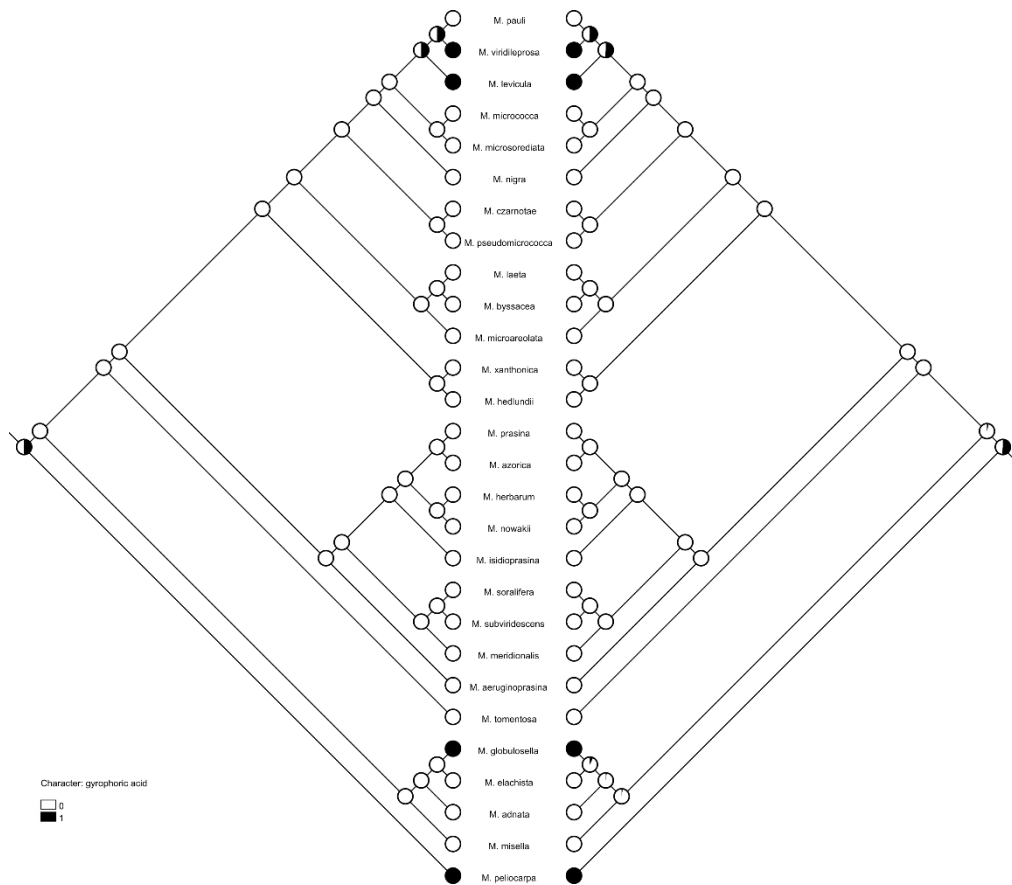 M. pauli
M. viridileprosa
M. levicula
M. micrococca
M. microsorediata
M. nigra
M. czarnotae
M. pseudomicrococca
M. laeta
M. byssacea
M. microareolata
M. xanthonica
M. hedlundii
M. prasina
M. azorica
M. herbarum
M. nowakii
M. isidioprasina
M. soralifera
M. subviridescens
M. meridionalis
M. aeruginoprasina
M. tomentosa
M. globulosella
M. elachista
M. adnata
M. misella
M. peliocarpa
Character: gyrophoric acid
0
1